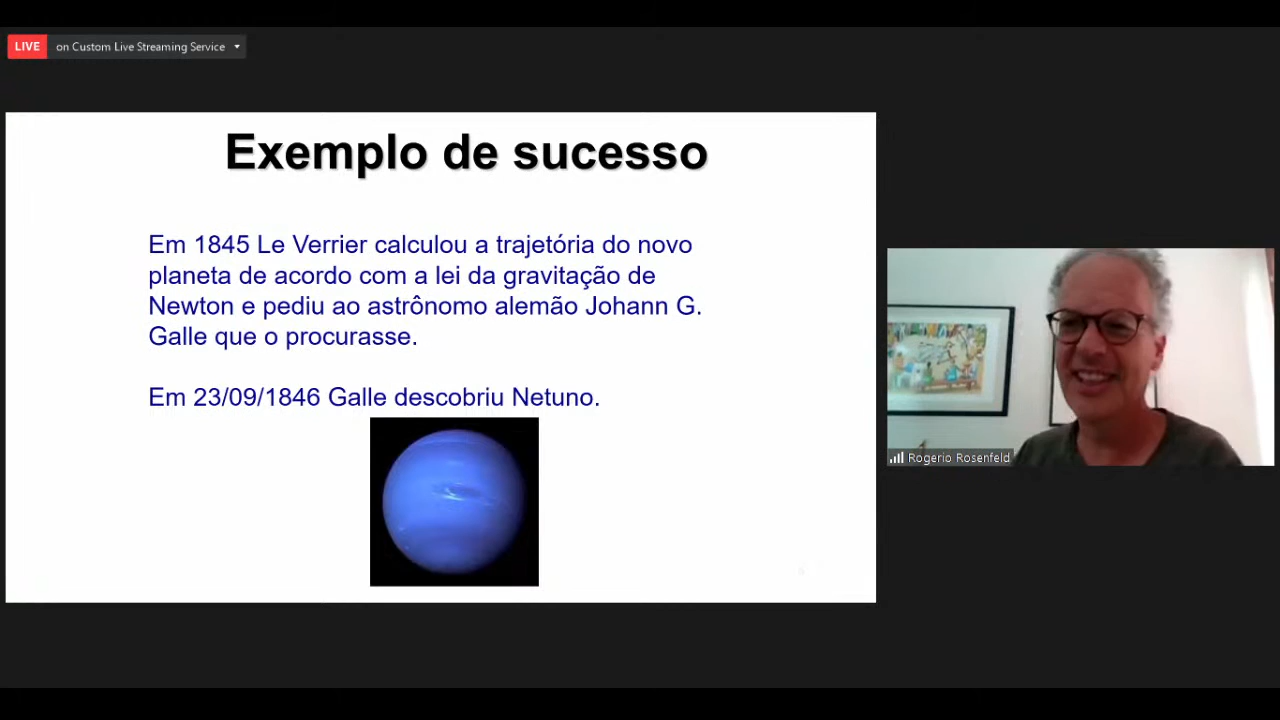 LIVE on Custom Live Streaming Service
Exemplo de sucesso
Em 1845 Le Verrier calculou a trajetória do novo
planeta de acordo com a lei da gravitação de
Newton e pediu ao astrônomo alemão Johann G.
Galle que o procurasse.
Em 23/09/1846 Galle descobriu Netuno.
Rogerio Rosenfeld